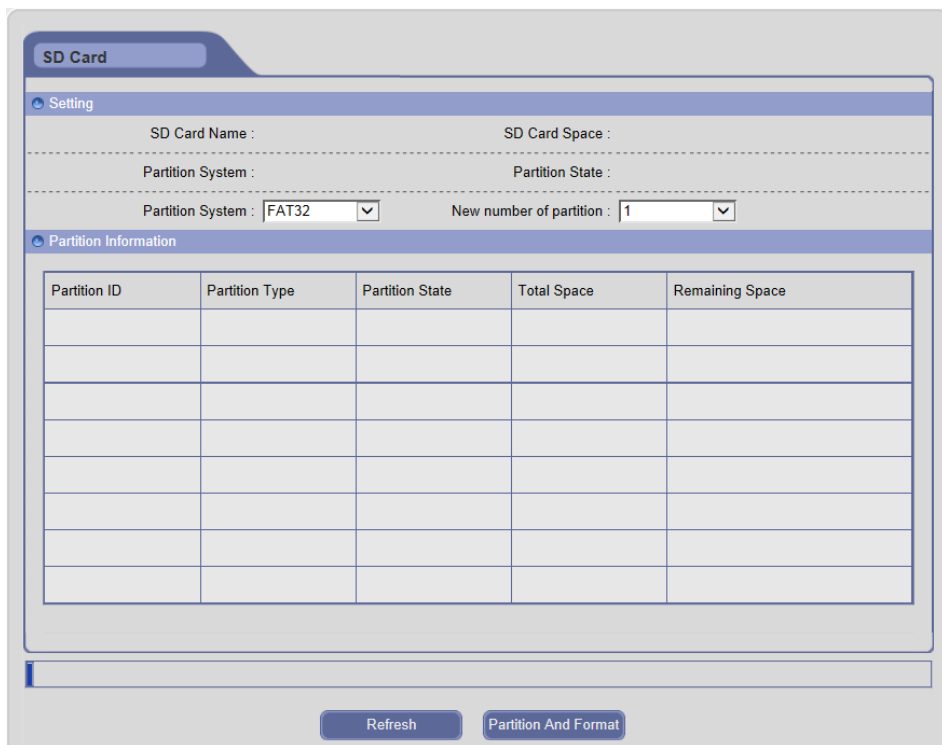 SD Card
Setting
SD Card Name : SD Card Space :
Partition System : Partition State :
Partition System : FAT32 New number of partition : 1
Partition Information
Partition ID Partition Type Partition State Total Space Remaining Space
Refresh Partition And Format